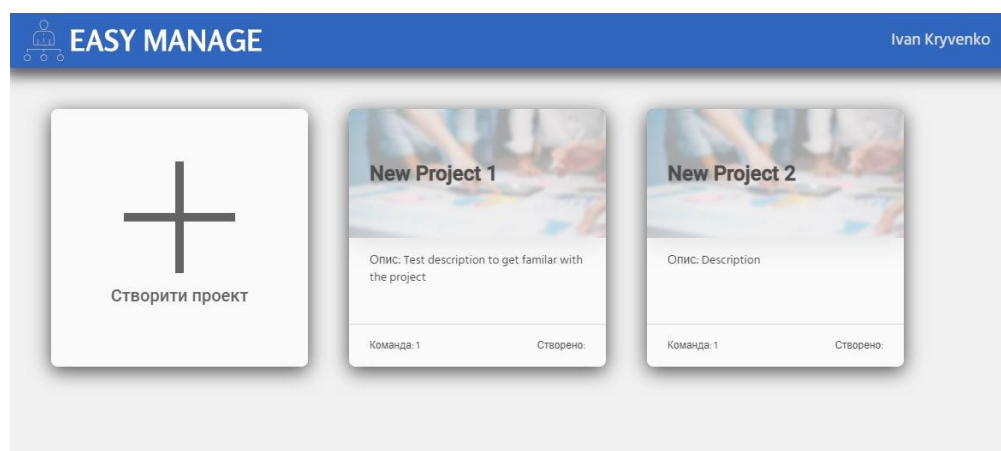 EASY MANAGE
Ivan Kryvenko
Створити проект
New Project 1
Опис: Test description to get familar with
the project
Команда: 1
Створено:
New Project 2
Опис: Description
Команда: 1
Створено: